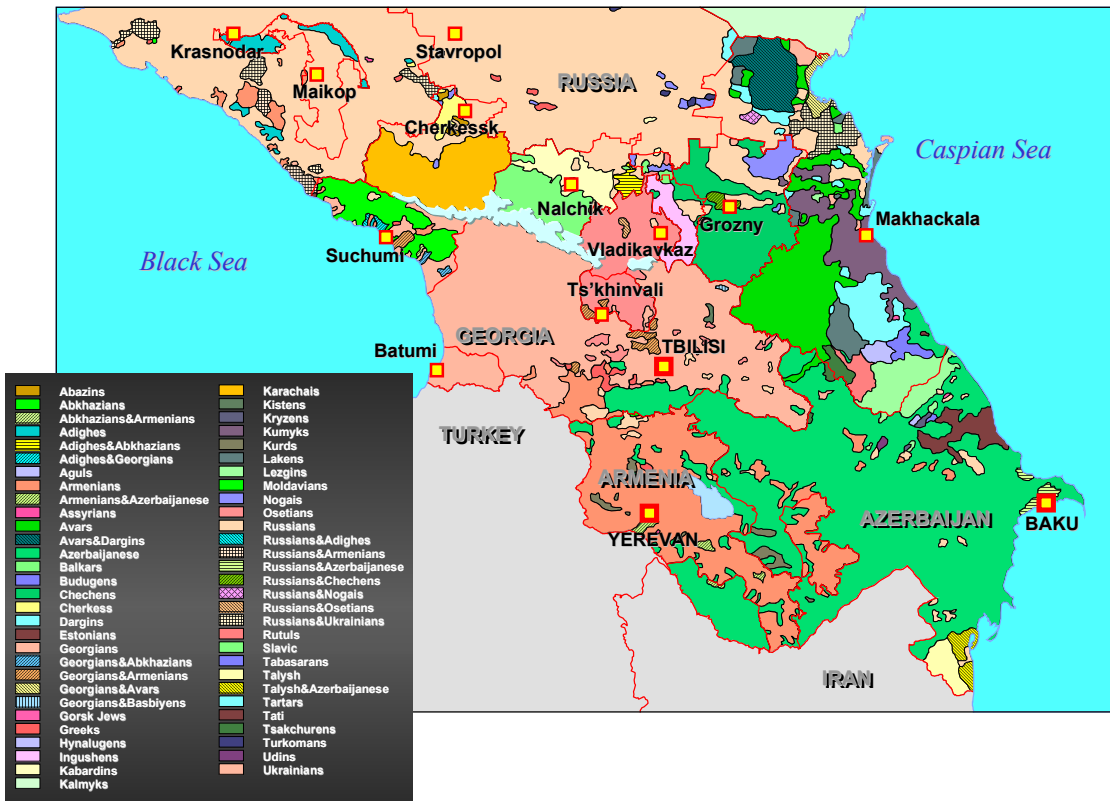 Krasnodar
Stavropol
RUSSIA
Maikop
Cherkessk
Caspian Sea
Nalchik
Grozny
Makhackala
Vladikavkaz
Suchumi
Black Sea
Ts'khinvali
GEORGIA
TBILISI
Batumi
TURKEY
ARMENIA
YEREVAN
AZERBAIJAN
BAKU
IRAN
Abazins
Abkhazians
Abkhazians&Armenians
Adighes
Adighes&Abkhazians
Adighes&Georgians
Aguls
Armenians
Armenians&Azerbaijanese
Assyrians
Avars
Avars&Dargins
Azerbaijanese
Balkars
Budugens
Chechens
Cherkess
Dargins
Estonians
Georgians
Georgians&Abkhazians
Georgians&Armenians
Georgians&Avars
Georgians&Basbiyens
Gorsk Jews
Greeks
Hynalugens
Ingushens
Kabardins
Kalmyks
Karachais
Kistens
Kryzens
Kumyks
Kurds
Lakens
Lezgins
Moldavians
Nogais
Osetians
Russians
Russians&Adighes
Russians&Armenians
Russians&Azerbaijanese
Russians&Chechens
Russians&Nogais
Russians&Osetians
Russians&Ukrainians
Rutuls
Slavic
Tabasarans
Talysh
Talysh&Azerbaijanese
Tartars
Tati
Tsakchurens
Turkomans
Udins
Ukrainians